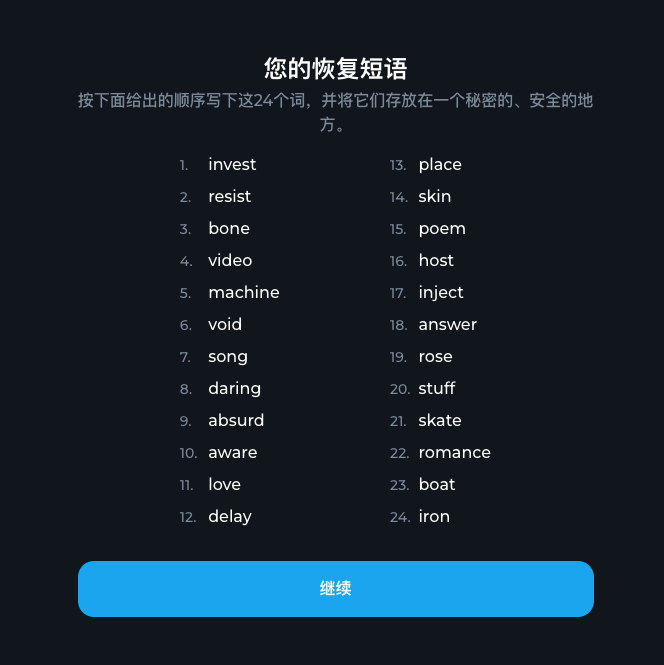 您的恢复短语
按下面给出的顺序写下这24个词，并将它们存放在一个秘密的、安全的地
方。
1. invest
2. resist
3. bone
4. video
5. machine
6. void
7. song
8. daring
9. absurd
10. aware
11. love
12. delay
13. place
14. skin
15. poem
16. host
17. inject
18. answer
19. rose
20. stuff
21. skate
22. romance
23. boat
24. iron
继续